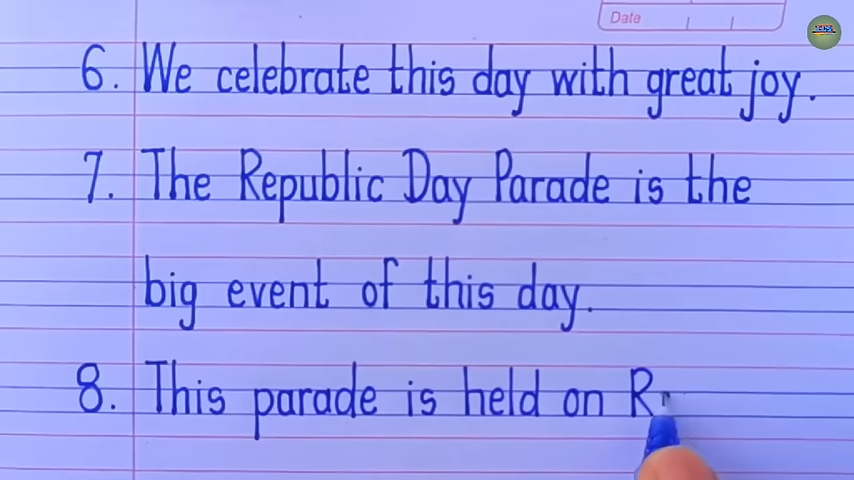 Date
6. We celebrate this day with great joy.
7. The Republic Day Parade is the
big event of this day.
8. This parade is held on R